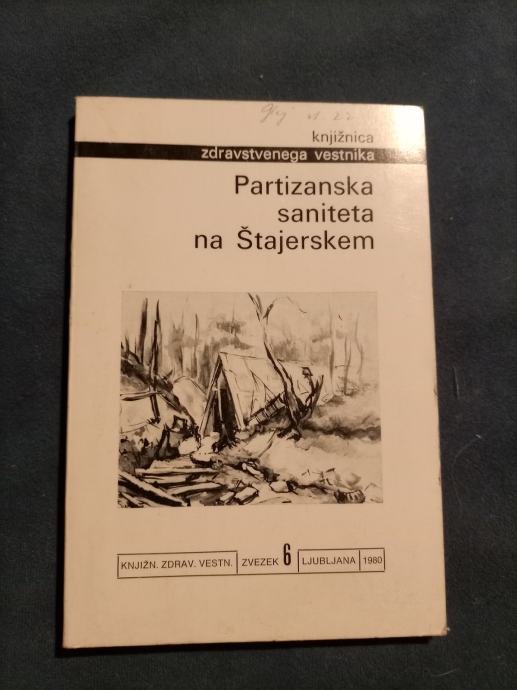 knjižnica
zdravstvenega vestnika
Partizanska
saniteta
na Štajerskem
KNJIŽN. ZDRAV. VESTN. ZVEZEK 6 LJUBLJANA 1980